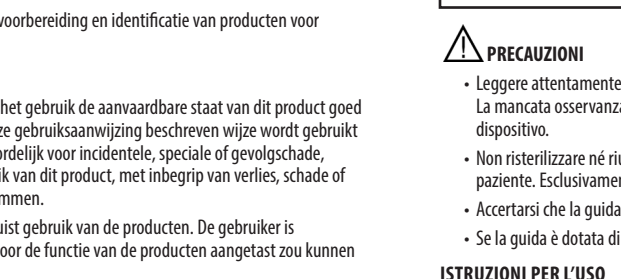 voorbereiding en identificatie van producten voor
het gebruik de aanvaardbare staat van dit product goed
ze gebruiksaanwijzing beschreven wijze wordt gebruikt
ordelijk voor incidentele, speciale of gevolgschade,
ik van dit product, met inbegrip van verlies, schade of
mmen.
uist gebruik van de producten. De gebruiker is
oor de functie van de producten aangetast zou kunnen
PRECAUZIONI
• Leggere attentamente
La mancata osservanza
dispositivo.
• Non risterilizzare né riu
paziente. Esclusivamen
• Accertarsi che la guida
• Se la guida è dotata di
ISTRUZIONI PER L'USO